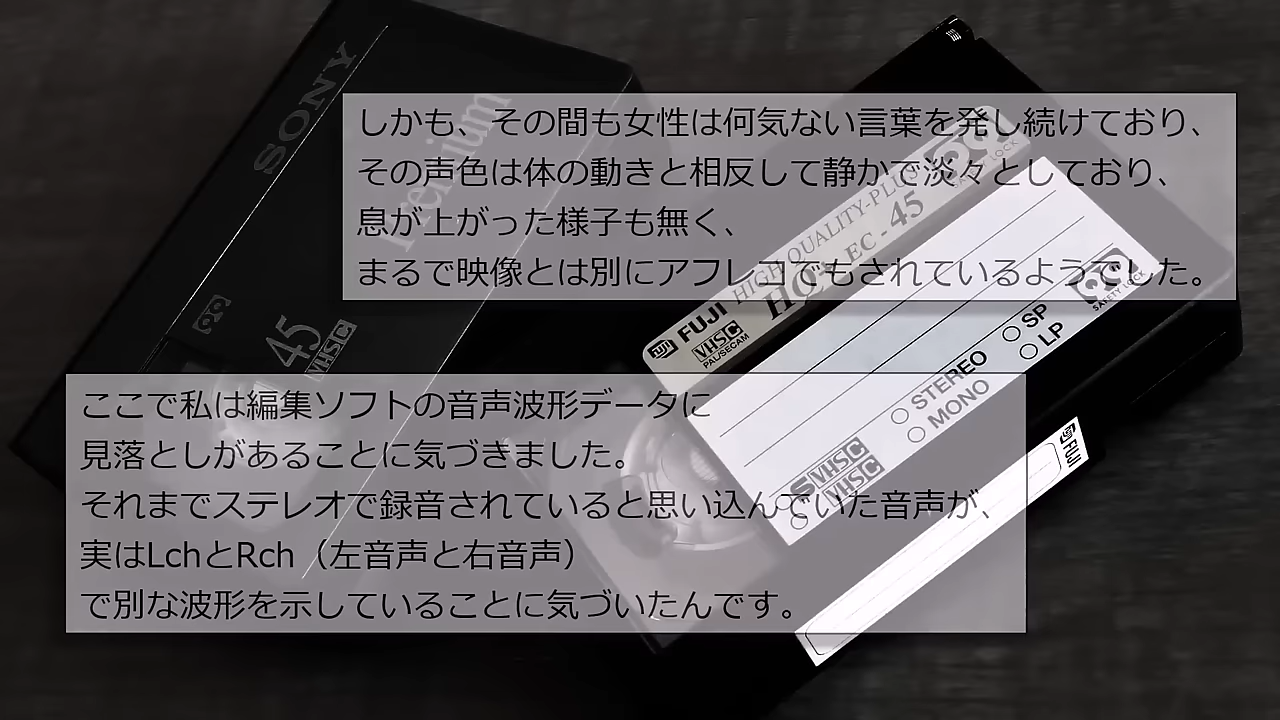 しかも、その間も女性は何気ない言葉を発し続けており、
その声色は体の動きと相反して静かで淡々としており、
息が上がった様子も無く、
まるで映像とは別にアフレコでもされているようでした。
ここで私は編集ソフトの音声波形データに
見落としがあることに気づきました。
それまでステレオで録音されていると思い込んでいた音声が、
実はLchとRch（左音声と右音声）
で別な波形を示していることに気づいたんです。
SONY
Premium
45
VHSC
FUJI
HIGH QUALITY-PLUS
VHSC
PAL/SECAM
EC-45
SAFETY LOCK
SP
LP
STEREO
MONO
S VHSC
VHSC
FUJI